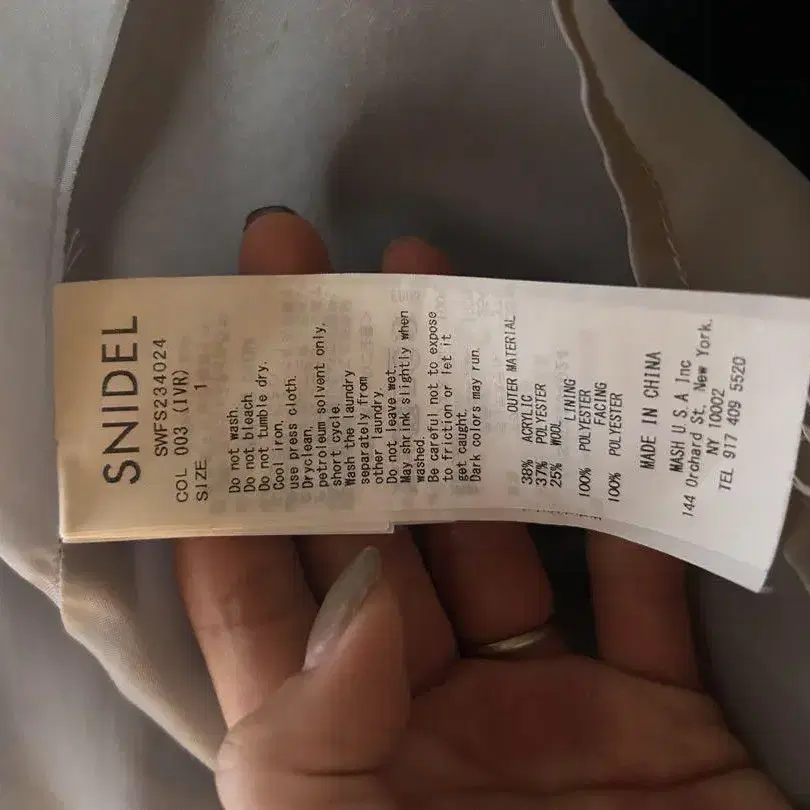 SNIDEL
SWFS234024
COL 003 (IVR)
SIZE 1
Do not wash.
Do not bleach.
Do not tumble dry.
Cool iron,
use press cloth.
Dryclean,
petroleum solvent only,
short cycle.
Wash the laundry
separately from
other laundry.
Do not leave wet.
May shrink slightly when
washed.
Be careful not to expose
to friction or let it
get caught.
Dark colors may run.
OUTER MATERIAL
38% ACRYLIC
37% POLYESTER
25% WOOL
LINING
100% POLYESTER
FACING
100% POLYESTER
MADE IN CHINA
MASH U.S.A Inc
144 Orchard St, New York.
NY 10002
TEL 917 409 5520